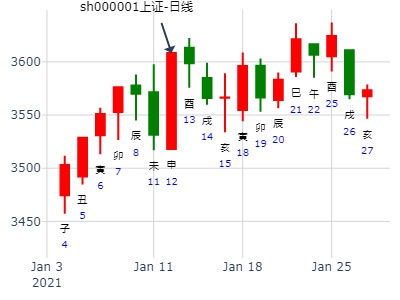 sh000001上证-日线
3600
3550
3500
3450
子
4
丑
5
寅
6
卯
7
辰
8
未
11
申
12
酉
13
戌
14
亥
15
寅
18
卯
19
辰
20
巳
21
午
22
酉
25
戌
26
亥
27
Jan 3
2021
Jan 11
Jan 18
Jan 25